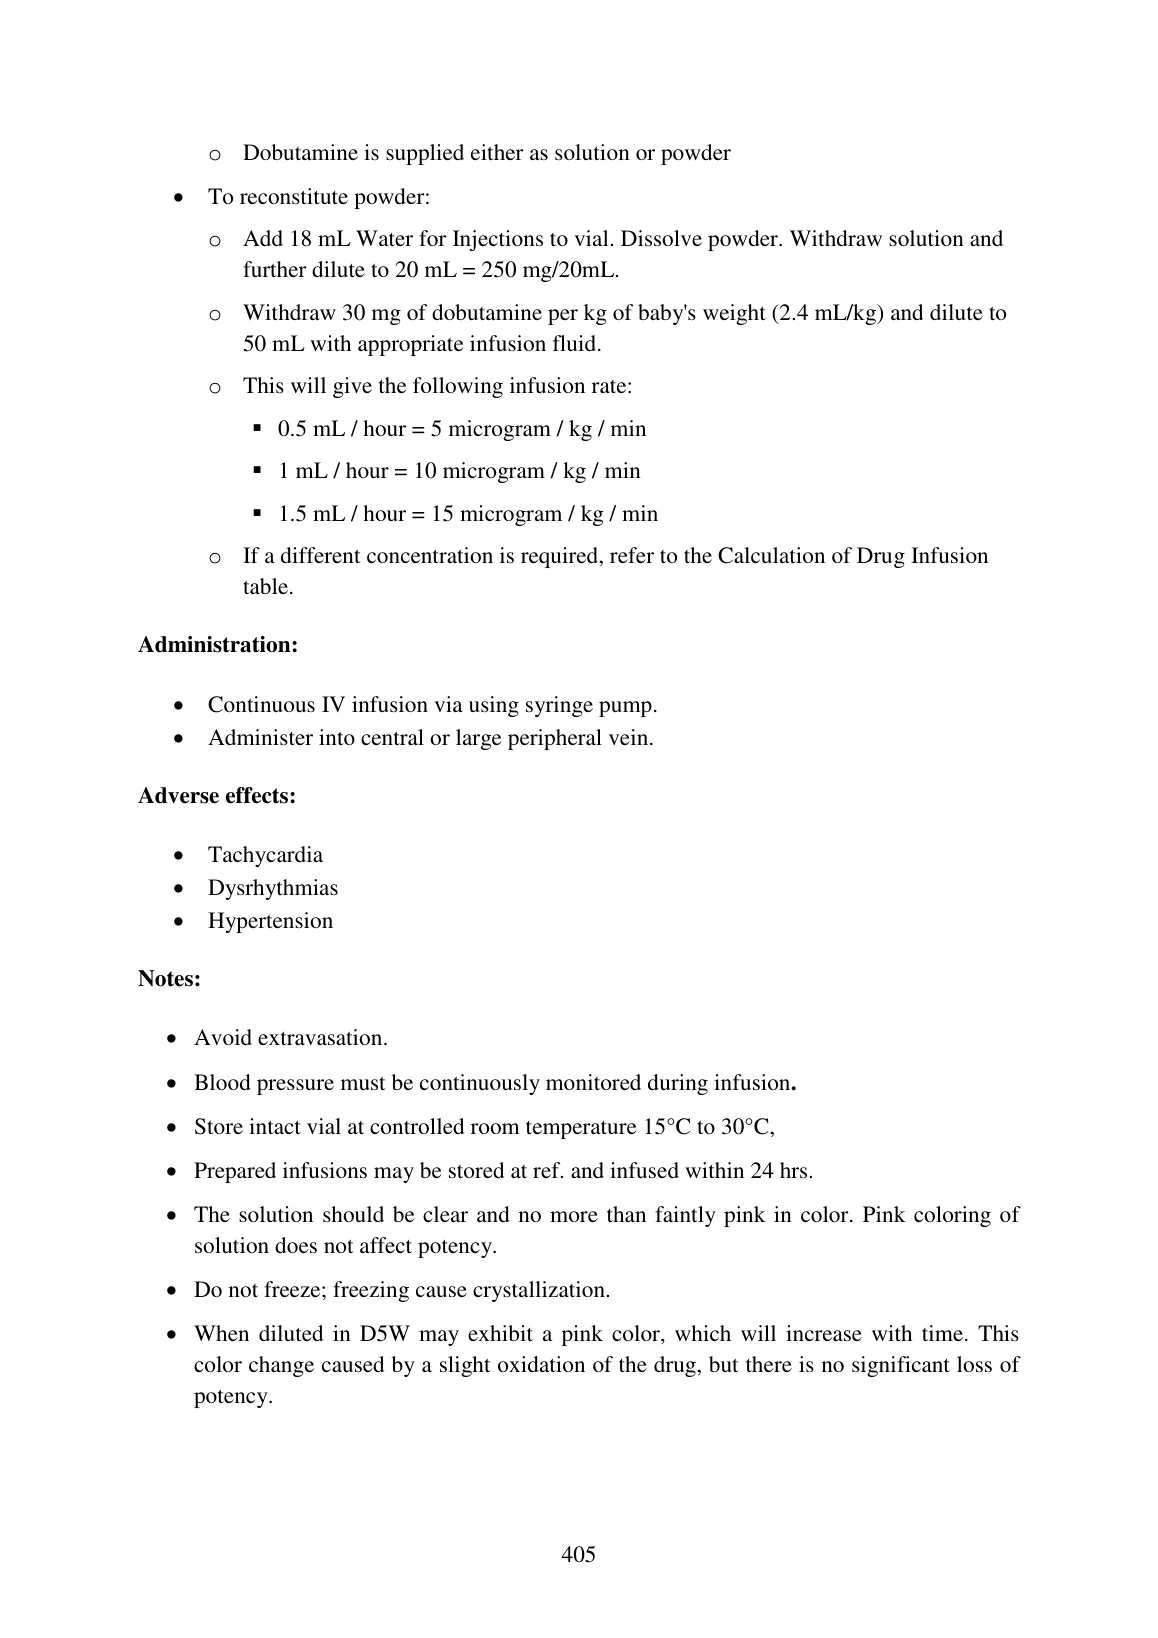 o Dobutamine is supplied either as solution or powder
• To reconstitute powder:
o Add 18 mL Water for Injections to vial. Dissolve powder. Withdraw solution and
further dilute to 20 mL = 250 mg/20mL.
o Withdraw 30 mg of dobutamine per kg of baby's weight (2.4 mL/kg) and dilute to
50 mL with appropriate infusion fluid.
o This will give the following infusion rate:
▪ 0.5 mL / hour = 5 microgram / kg / min
▪ 1 mL / hour = 10 microgram / kg / min
▪ 1.5 mL / hour = 15 microgram / kg / min
o If a different concentration is required, refer to the Calculation of Drug Infusion
table.
Administration:
• Continuous IV infusion via using syringe pump.
• Administer into central or large peripheral vein.
Adverse effects:
• Tachycardia
• Dysrhythmias
• Hypertension
Notes:
• Avoid extravasation.
• Blood pressure must be continuously monitored during infusion.
• Store intact vial at controlled room temperature 15°C to 30°C,
• Prepared infusions may be stored at ref. and infused within 24 hrs.
• The solution should be clear and no more than faintly pink in color. Pink coloring of
solution does not affect potency.
• Do not freeze; freezing cause crystallization.
• When diluted in D5W may exhibit a pink color, which will increase with time. This
color change caused by a slight oxidation of the drug, but there is no significant loss of
potency.
405